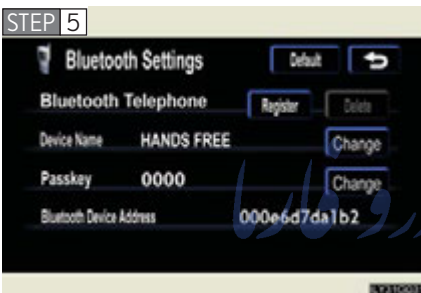 STEP 5
Bluetooth Settings Default
Bluetooth Telephone Register Delete
Device Name HANDS FREE Change
Passkey 0000 Change
Bluetooth Device Address 000e6d7da1b2